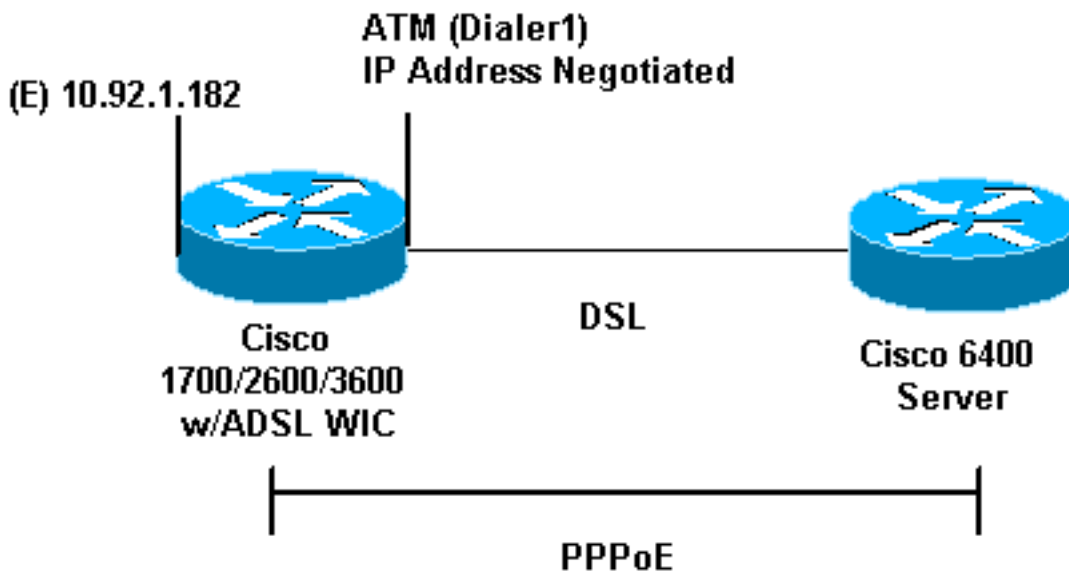 ATM (Dialer1)
IP Address Negotiated
(E) 10.92.1.182
DSL
Cisco
1700/2600/3600
w/ADSL WIC
Cisco 6400
Server
PPPoE